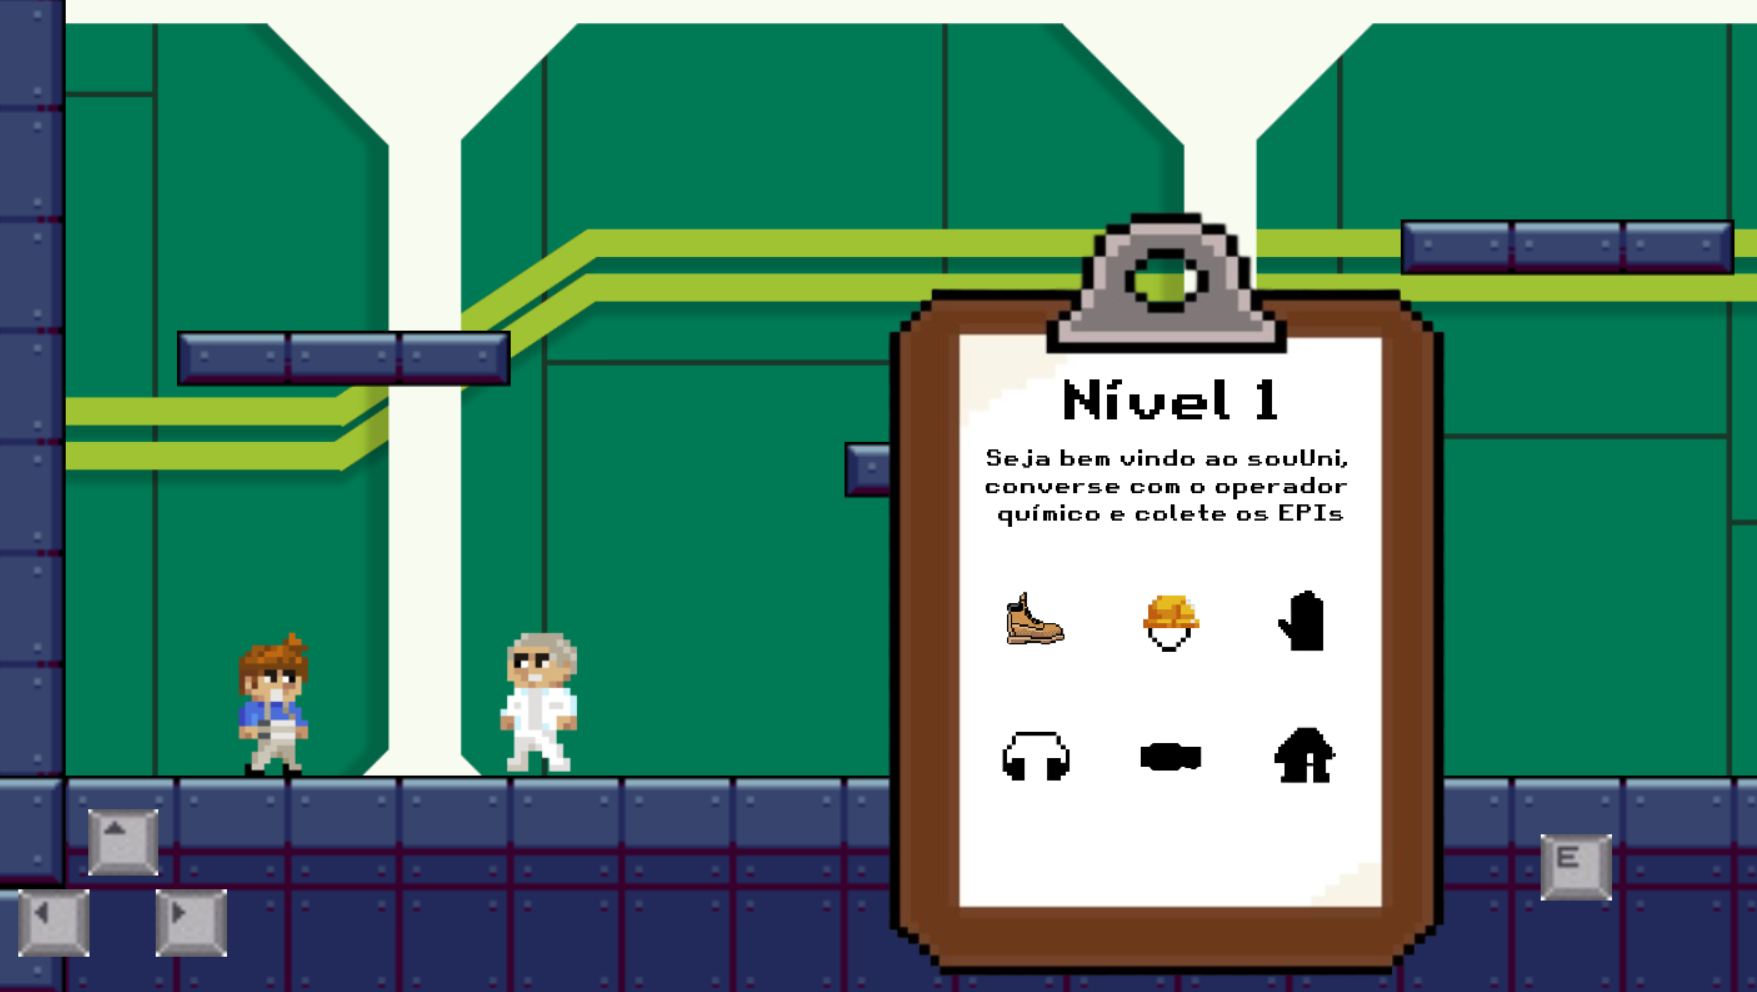 Nível 1
Seja bem vindo ao souUni,
converse com o operador
químico e colete os EPIs
E